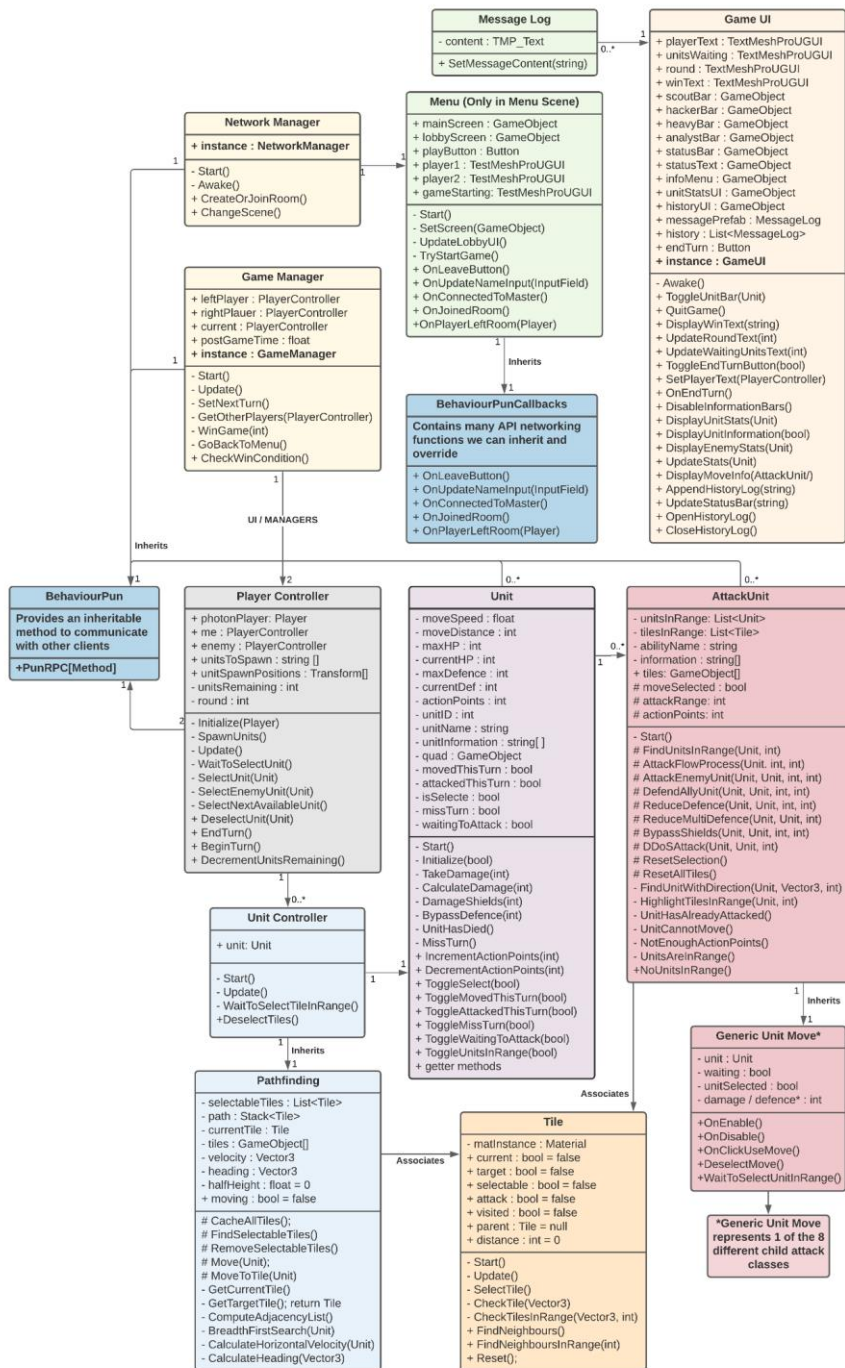 Message Log
- content : TMP_Text
+ SetMessageContent(string)
0..*
1
Game UI
+ playerText : TextMeshProUGUI
+ unitsWaiting : TextMeshProUGUI
+ round : TextMeshProUGUI
+ winText : TextMeshProUGUI
+ scoutBar : GameObject
+ hackerBar : GameObject
+ heavyBar : GameObject
+ analystBar : GameObject
+ statusBar : GameObject
+ statusText : GameObject
+ infoMenu : GameObject
+ unitStatsUI : GameObject
+ historyUI : GameObject
+ messagePrefab : MessageLog
+ history : List<MessageLog>
+ endTurn : Button
+ instance : GameUI
- Awake()
+ ToggleUnitBar(Unit)
+ QuitGame()
+ DisplayWinText(string)
+ UpdateRoundText(int)
+ UpdateWaitingUnitsText(int)
+ ToggleEndTurnButton(bool)
+ SetPlayerText(PlayerController)
+ OnEndTurn()
+ DisableInformationBars()
+ DisplayUnitStats(Unit)
+ DisplayUnitInformation(bool)
+ DisplayEnemyStats(Unit)
+ UpdateStats(Unit)
+ DisplayMoveInfo(AttackUnit/)
+ AppendHistoryLog(string)
+ UpdateStatusBar(string)
+ OpenHistoryLog()
+ CloseHistoryLog()
Menu (Only in Menu Scene)
+ mainScreen : GameObject
+ lobbyScreen : GameObject
+ playButton : Button
+ player1 : TestMeshProUGUI
+ player2 : TestMeshProUGUI
+ gameStarting: TestMeshProUGUI
- Start()
- SetScreen(GameObject)
- UpdateLobbyUI()
- TryStartGame()
+ OnLeaveButton()
+ OnUpdateNameInput(InputField)
+ OnConnectedToMaster()
+ OnJoinedRoom()
+OnPlayerLeftRoom(Player)
1
Inherits
1
Network Manager
+ instance : NetworkManager
- Start()
- Awake()
+ CreateOrJoinRoom()
+ ChangeScene()
1
1
1
Game Manager
+ leftPlayer : PlayerController
+ rightPlauer : PlayerController
+ current : PlayerController
+ postGameTime : float
+ instance : GameManager
- Start()
- Update()
- SetNextTurn()
- GetOtherPlayers(PlayerController)
- WinGame(int)
- GoBackToMenu()
+ CheckWinCondition()
1
1
UI / MANAGERS
2
BehaviourPunCallbacks
Contains many API networking
functions we can inherit and
override
+ OnLeaveButton()
+ OnUpdateNameInput(InputField)
+ OnConnectedToMaster()
+ OnJoinedRoom()
+ OnPlayerLeftRoom(Player)
Inherits
1
0..*
0..*
BehaviourPun
Provides an inheritable
method to communicate
with other clients
+PunRPC[Method]
1
2
Player Controller
+ photonPlayer: Player
+ me : PlayerController
+ enemy : PlayerController
+ unitsToSpawn : string []
+ unitSpawnPositions : Transform[]
- unitsRemaining : int
- round : int
- Initialize(Player)
- SpawnUnits()
- Update()
- WaitToSelectUnit()
- SelectUnit(Unit)
- SelectEnemyUnit(Unit)
- SelectNextAvailableUnit()
+ DeselectUnit(Unit)
+ EndTurn()
+ BeginTurn()
+ DecrementUnitsRemaining()
1
0..*
Unit
- moveSpeed : float
- moveDistance : int
- maxHP : int
- currentHP : int
- maxDefence : int
- currentDef : int
- actionPoints : int
- unitID : int
- unitName : string
- unitInformation : string[ ]
- quad : GameObject
- movedThisTurn : bool
- attackedThisTurn : bool
- isSelecte : bool
- missTurn : bool
- waitingToAttack : bool
- Start()
- Initialize(bool)
- TakeDamage(int)
- CalculateDamage(int)
- DamageShields(int)
- BypassDefence(int)
- UnitHasDied()
- MissTurn()
+ IncrementActionPoints(int)
+ DecrementActionPoints(int)
+ ToggleSelect(bool)
+ ToggleMovedThisTurn(bool)
+ ToggleAttackedThisTurn(bool)
+ ToggleMissTurn(bool)
+ ToggleWaitingToAttack(bool)
+ ToggleUnitsInRange(bool)
+ getter methods
1
0..*
AttackUnit
- unitsInRange: List<Unit>
- tilesInRange: List<Tile>
- abilityName : string
- information : string[]
+ tiles: GameObject[]
# moveSelected : bool
# attackRange: int
# actionPoints: int
- Start()
# FindUnitsInRange(Unit, int)
# AttackFlowProcess(Unit. int, int)
# AttackEnemyUnit(Unit, Unit, int, int)
# DefendAllyUnit(Unit, Unit, int, int)
# ReduceDefence(Unit, Unit, int, int)
# ReduceMultiDefence(Unit, int, int)
# BypassShields(Unit, Unit, int, int)
# DDoSAttack(Unit, Unit, int)
# ResetSelection()
# ResetAllTiles()
- FindUnitWithDirection(Unit, Vector3, int)
- HighlightTilesInRange(Unit, int)
- UnitHasAlreadyAttacked()
- UnitCannotMove()
- NotEnoughActionPoints()
- UnitsAreInRange()
+NoUnitsInRange()
1
Inherits
1
Unit Controller
+ unit: Unit
- Start()
- Update()
- WaitToSelectTileInRange()
+DeselectTiles()
1
1
1
Inherits
1
Generic Unit Move*
- unit : Unit
- waiting : bool
- unitSelected : bool
- damage / defence* : int
+OnEnable()
+OnDisable()
+OnClickUseMove()
+DeselectMove()
+WaitToSelectUnitInRange()
*Generic Unit Move
represents 1 of the 8
different child attack
classes
Pathfinding
- selectableTiles : List<Tile>
- path : Stack<Tile>
- currentTile : Tile
- tiles : GameObject[]
- velocity : Vector3
- heading : Vector3
- halfHeight : float = 0
+ moving : bool = false
# CacheAllTiles();
# FindSelectableTiles()
# RemoveSelectableTiles()
# Move(Unit);
# MoveToTile(Unit)
- GetCurrentTile()
- GetTargetTile(); return Tile
- ComputeAdjacencyList()
- BreadthFirstSearch(Unit)
- CalculateHorizontalVelocity(Unit)
- CalculateHeading(Vector3)
Associates
Associates
Tile
- matInstance : Material
+ current : bool = false
+ target : bool = false
+ selectable : bool = false
+ attack : bool = false
+ visited : bool = false
+ parent : Tile = null
+ distance : int = 0
- Start()
- Update()
- SelectTile()
- CheckTile(Vector3)
- CheckTilesInRange(Vector3, int)
+ FindNeighbours()
+ FindNeighboursInRange(int)
+ Reset();